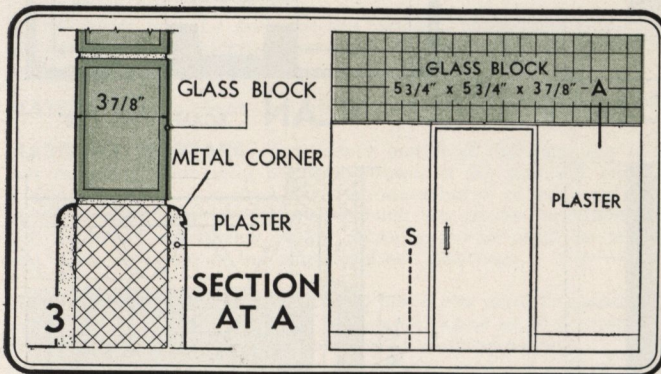 3 7/8"
GLASS BLOCK
METAL CORNER
PLASTER
SECTION
AT A
3
GLASS BLOCK
5 3/4" x 5 3/4" x 3 7/8" - A
PLASTER
S